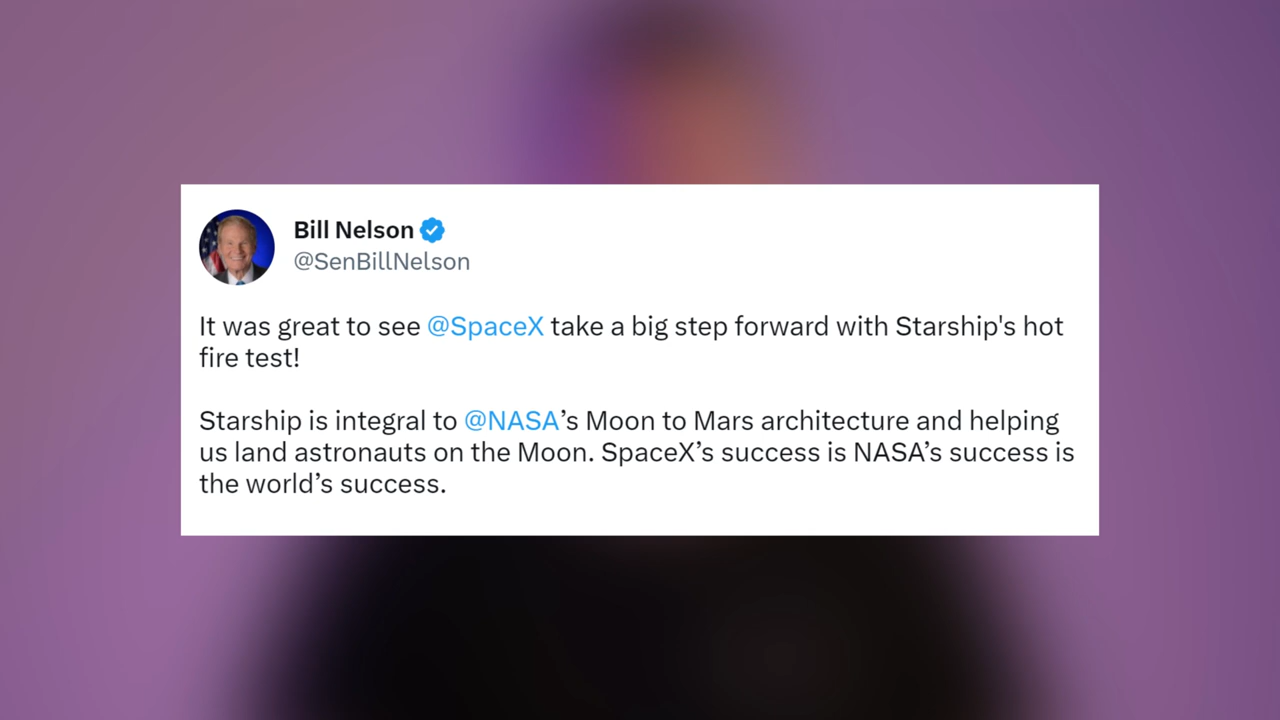 Bill Nelson
@SenBillNelson
It was great to see @SpaceX take a big step forward with Starship's hot
fire test!
Starship is integral to @NASA’s Moon to Mars architecture and helping
us land astronauts on the Moon. SpaceX’s success is NASA’s success is
the world’s success.